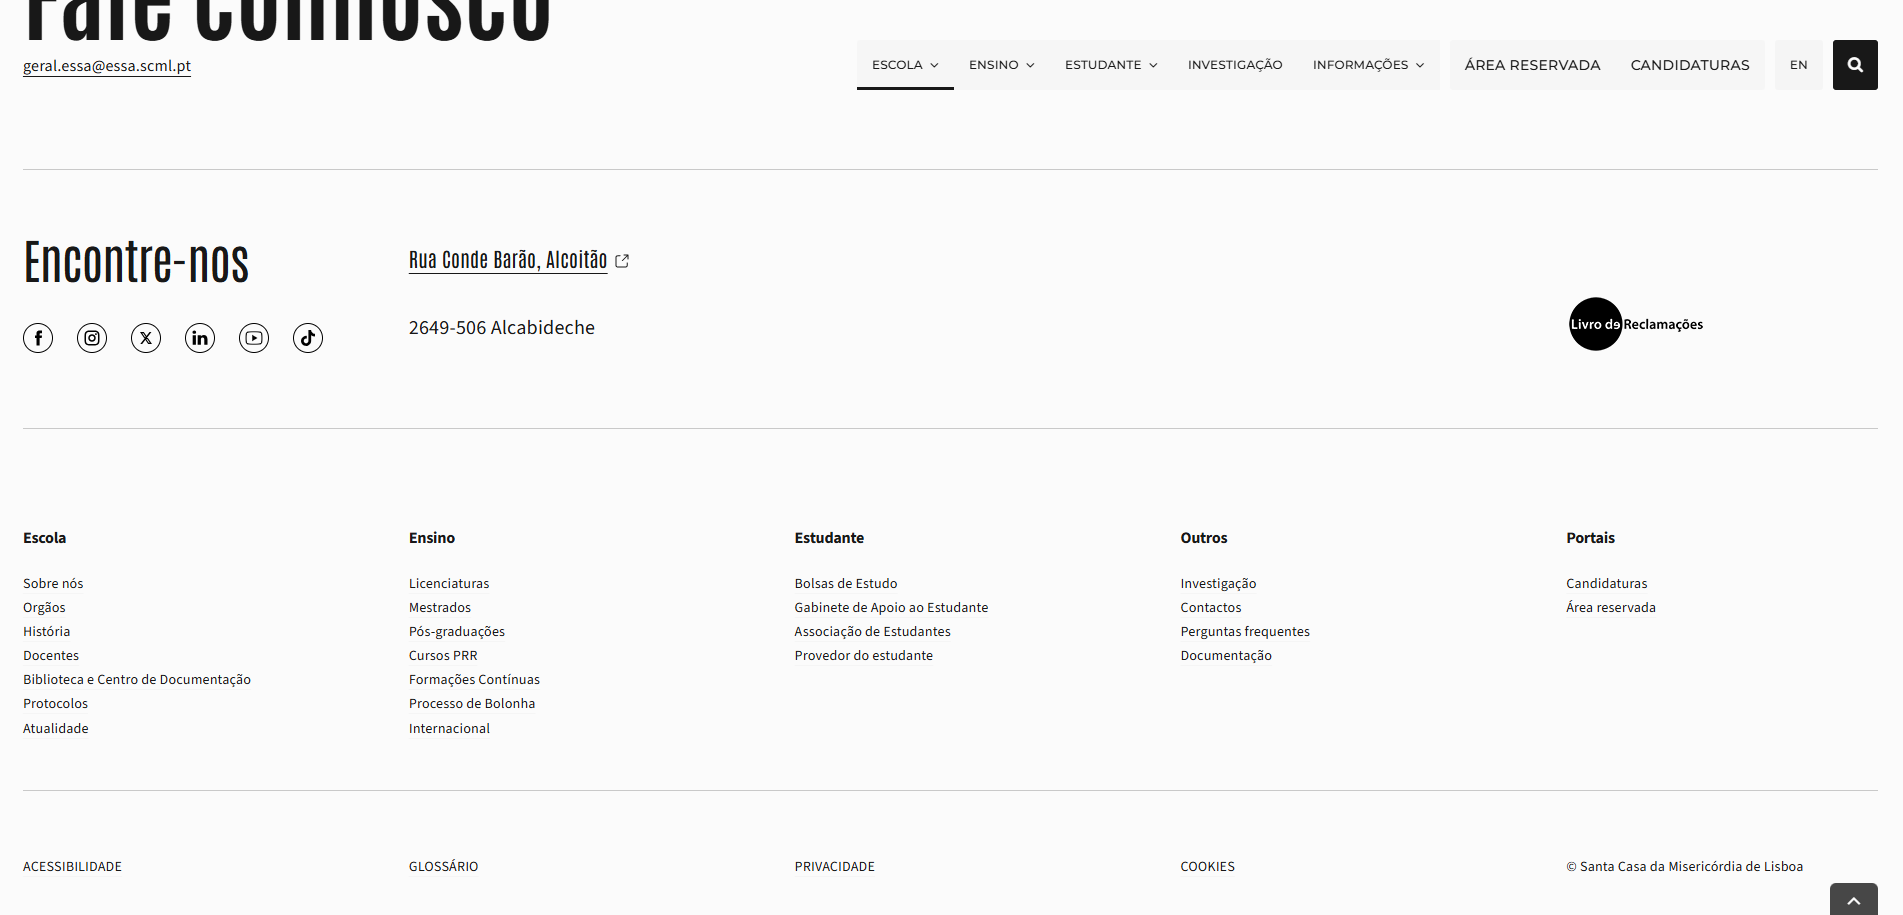 Fale connosco
geral.essa@essa.scml.pt
ESCOLA ENSINO ESTUDANTE INVESTIGAÇÃO INFORMAÇÕES ÁREA RESERVADA CANDIDATURAS EN
Encontre-nos
Rua Conde Barão, Alcoitão
2649-506 Alcabideche
Livro de Reclamações
Escola
Sobre nós
Orgãos
História
Docentes
Biblioteca e Centro de Documentação
Protocolos
Atualidade
Ensino
Licenciaturas
Mestrados
Pós-graduações
Cursos PRR
Formações Contínuas
Processo de Bolonha
Internacional
Estudante
Bolsas de Estudo
Gabinete de Apoio ao Estudante
Associação de Estudantes
Provedor do estudante
Outros
Investigação
Contactos
Perguntas frequentes
Documentação
Portais
Candidaturas
Área reservada
ACESSIBILIDADE
GLOSSÁRIO
PRIVACIDADE
COOKIES
© Santa Casa da Misericórdia de Lisboa